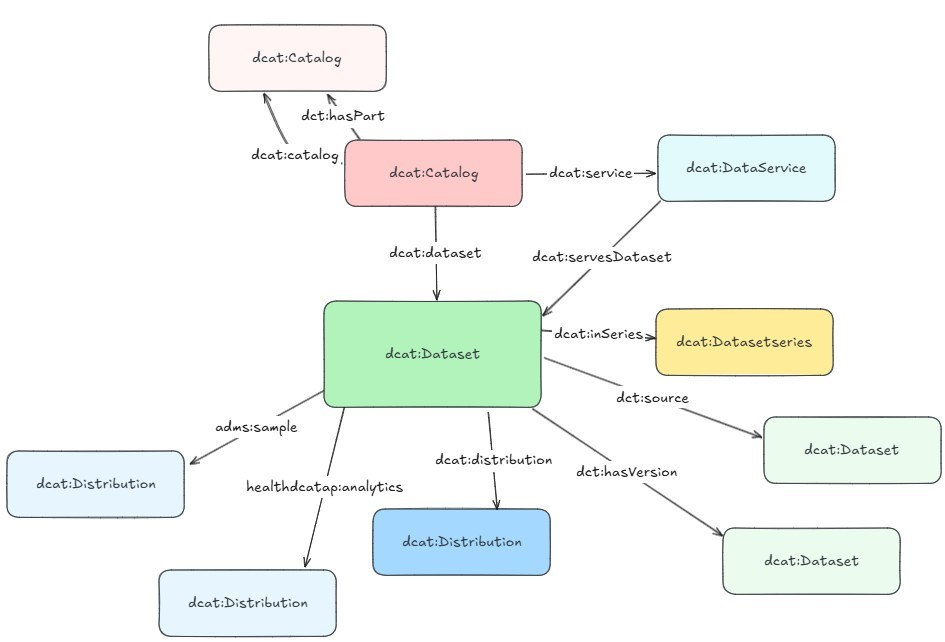 dcat:Catalog
dct:hasPart
dcat:catalog
dcat:Catalog
dcat:service
dcat:DataService
dcat:dataset
dcat:servesDataset
dcat:inSeries
dcat:Datasetseries
dcat:Dataset
dct:source
adms:sample
dcat:Dataset
dcat:distribution
dct:hasVersion
dcat:Distribution
healthdcatap:analytics
dcat:Distribution
dcat:Dataset
dcat:Distribution